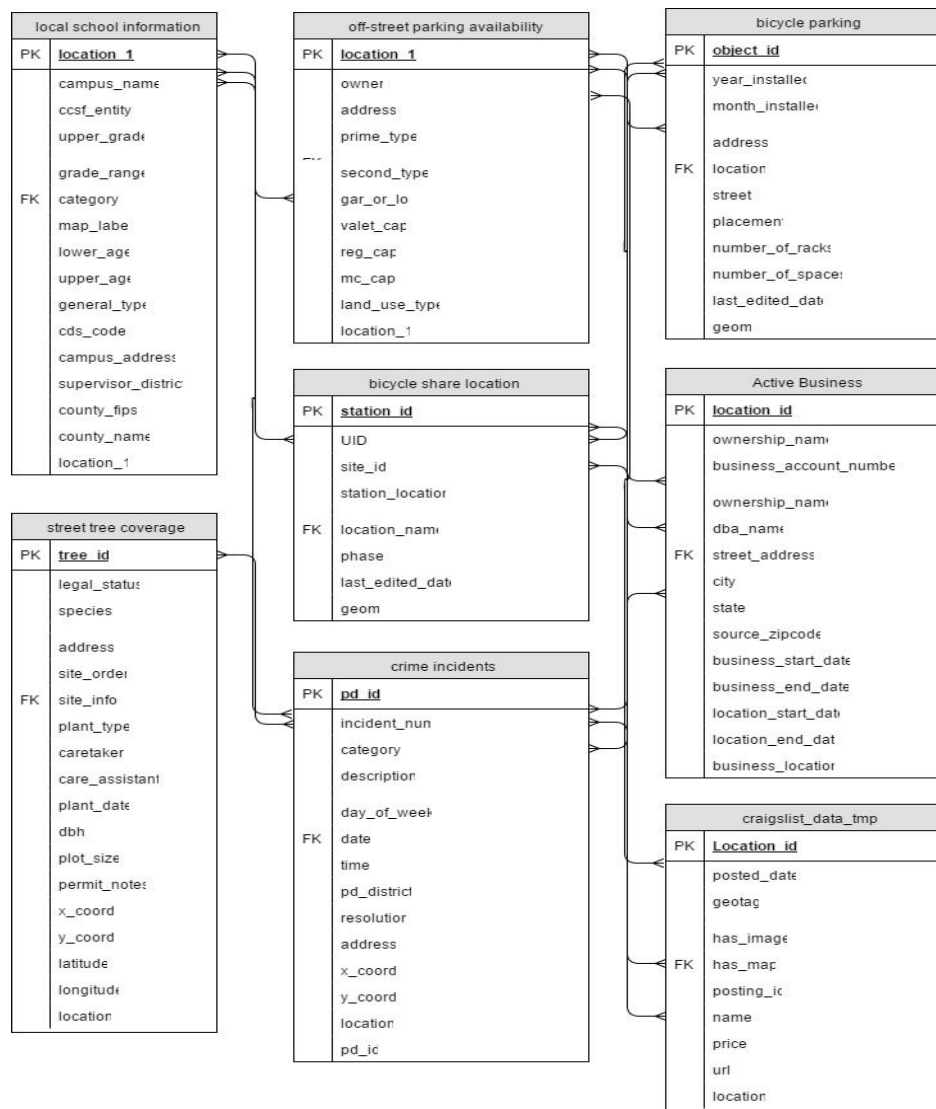 local school information
PK location_1
campus_name
ccsf_entity
upper_grade
grade_range
FK category
map_labe
lower_age
upper_age
general_type
cds_code
campus_address
supervisor_distric
county_fips
county_name
location_1
off-street parking availability
PK location_1
owner
address
prime_type
second_type
gar_or_lo
valet_cap
reg_cap
mc_cap
land_use_type
location_1
bicycle parking
PK object_id
year_installed
month_installed
address
FK location
street
placement
number_of_racks
number_of_spaces
last_edited_date
geom
bicycle share location
PK station_id
UID
site_id
station_location
FK location_name
phase
last_edited_date
geom
Active Business
PK location_id
ownership_name
business_account_numbe
ownership_name
dba_name
FK street_address
city
state
source_zipcode
business_start_date
business_end_date
location_start_date
location_end_dat
business_location
street tree coverage
PK tree_id
legal_status
species
address
site_order
FK site_info
plant_type
caretaker
care_assistant
plant_date
dbh
plot_size
permit_notes
x_coord
y_coord
latitude
longitude
location
crime incidents
PK pd_id
incident_num
category
description
day_of_week
FK date
time
pd_district
resolution
address
x_coord
y_coord
location
pd_id
craigslist_data_tmp
PK Location_id
posted_date
geotag
has_image
FK has_map
posting_id
name
price
url
location